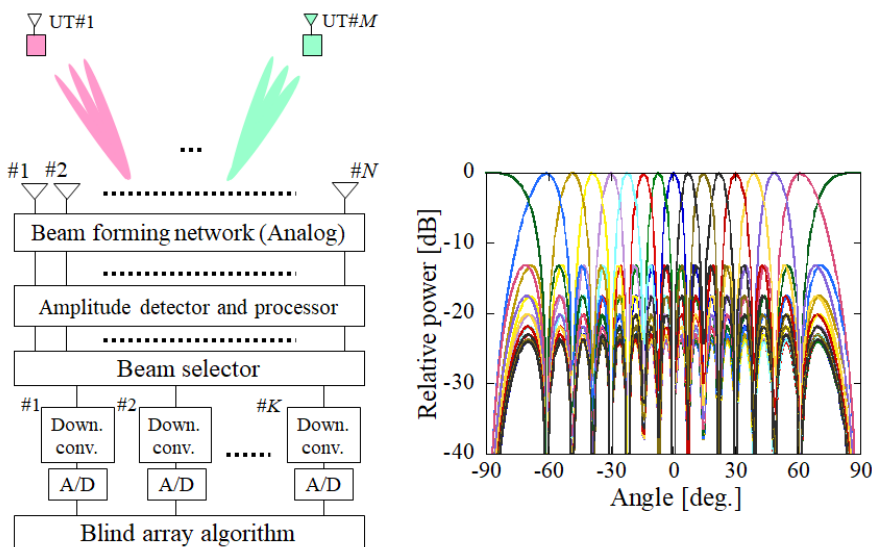 UT#1
UT#M
...
#1
#2
#N
Beam forming network (Analog)
Amplitude detector and processor
Beam selector
#1
#2
#K
Down.
conv.
Down.
conv.
Down.
conv.
A/D
A/D
A/D
Blind array algorithm
Relative power [dB]
0
-10
-20
-30
-40
-90
-60
-30
0
30
60
90
Angle [deg.]